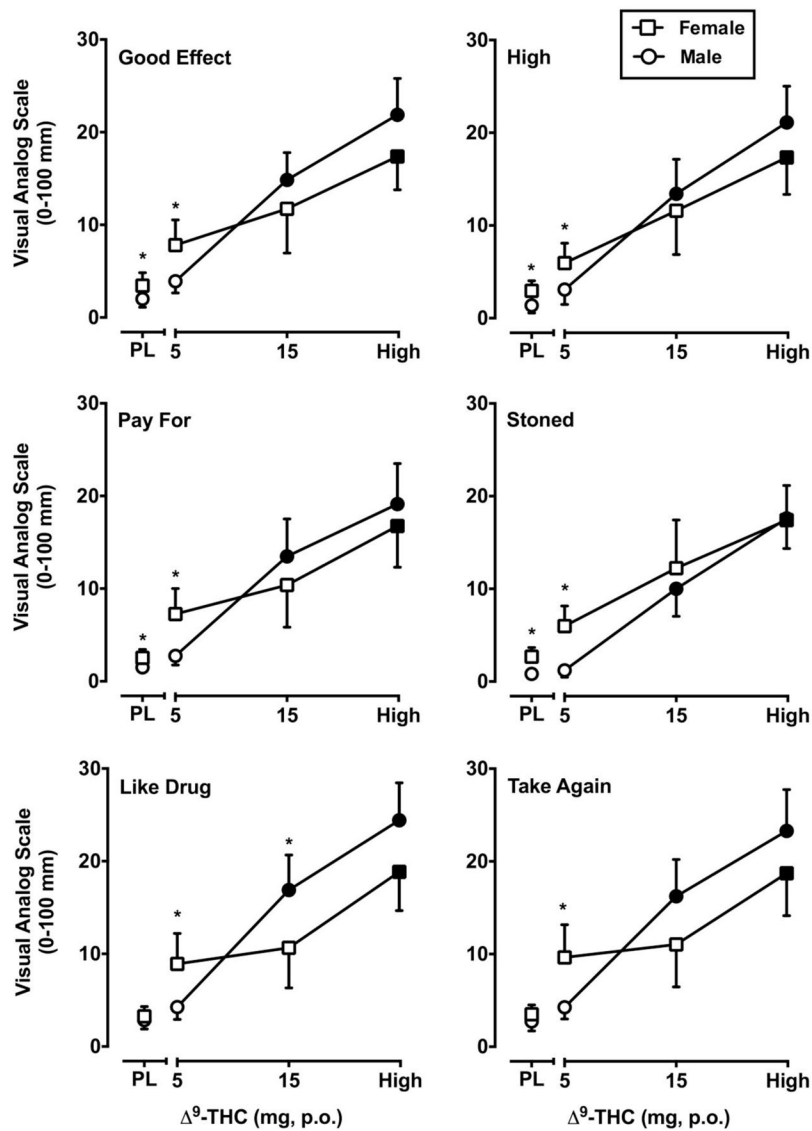 Female
Male
Good Effect
High
Visual Analog Scale
(0-100 mm)
30
20
10
0
PL
5
15
High
30
20
10
0
PL
5
15
High
*
*
*
*
Pay For
Stoned
Visual Analog Scale
(0-100 mm)
30
20
10
0
PL
5
15
High
30
20
10
0
PL
5
15
High
*
*
*
*
Like Drug
Take Again
Visual Analog Scale
(0-100 mm)
30
20
10
0
PL
5
15
High
30
20
10
0
PL
5
15
High
*
*
*
Δ⁹-THC (mg, p.o.)
Δ⁹-THC (mg, p.o.)